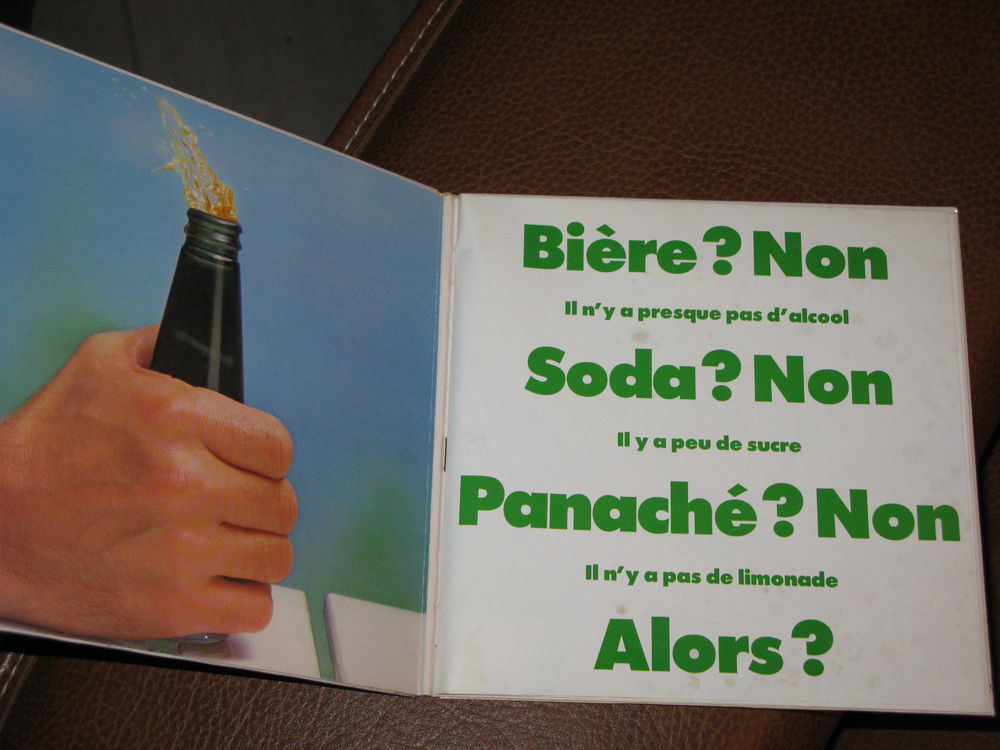 Bière ? Non
Il n'y a presque pas d'alcool
Soda ? Non
Il y a peu de sucre
Panaché ? Non
Il n'y a pas de limonade
Alors ?